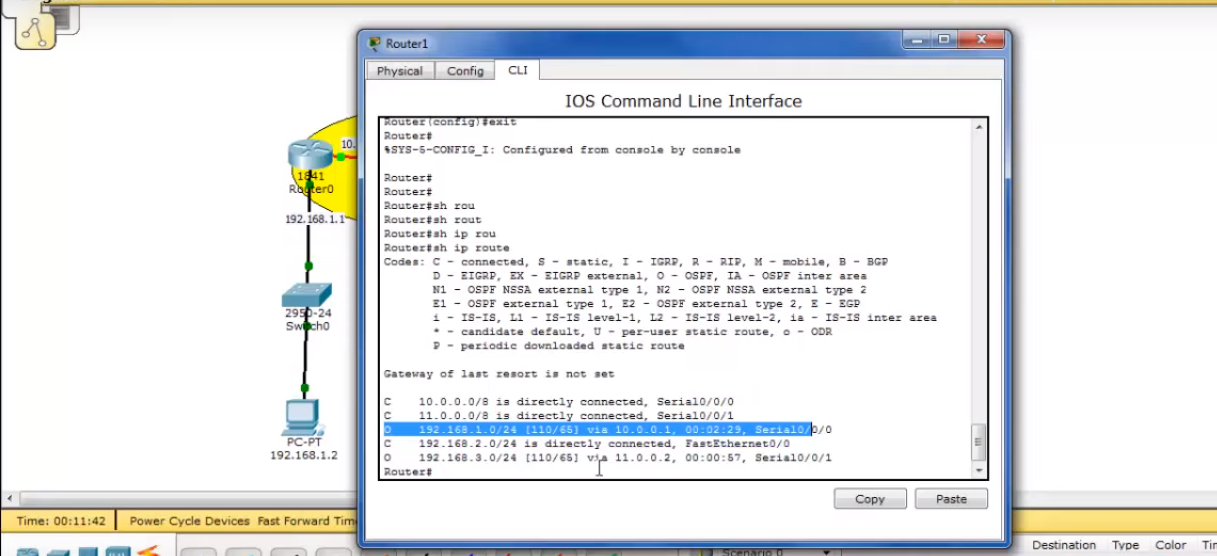 Router1
Physical
Config
CLI
IOS Command Line Interface
Router(config)#exit
Router#
%SYS-5-CONFIG_I: Configured from console by console
Router#
Router#
Router#sh rou
Router#sh rout
Router#sh ip rou
Router#sh ip route
Codes: C - connected, S - static, I - IGRP, R - RIP, M - mobile, B - BGP
D - EIGRP, EX - EIGRP external, O - OSPF, IA - OSPF inter area
N1 - OSPF NSSA external type 1, N2 - OSPF NSSA external type 2
E1 - OSPF external type 1, E2 - OSPF external type 2, E - EGP
i - IS-IS, L1 - IS-IS level-1, L2 - IS-IS level-2, ia - IS-IS inter area
* - candidate default, U - per-user static route, o - ODR
P - periodic downloaded static route
Gateway of last resort is not set
C 10.0.0.0/8 is directly connected, Serial0/0/0
C 11.0.0.0/8 is directly connected, Serial0/0/1
O 192.168.1.0/24 [110/65] via 10.0.0.1, 00:02:29, Serial0/0/0
C 192.168.2.0/24 is directly connected, FastEthernet0/0
O 192.168.3.0/24 [110/65] via 11.0.0.2, 00:00:57, Serial0/0/1
Router#
Copy
Paste
10.
1841
Router0
192.168.1.1
2950-24
Switch0
PC-PT
192.168.1.2
Time: 00:11:42
Power Cycle Devices Fast Forward Tim
Scenario 0
Destination Type Color